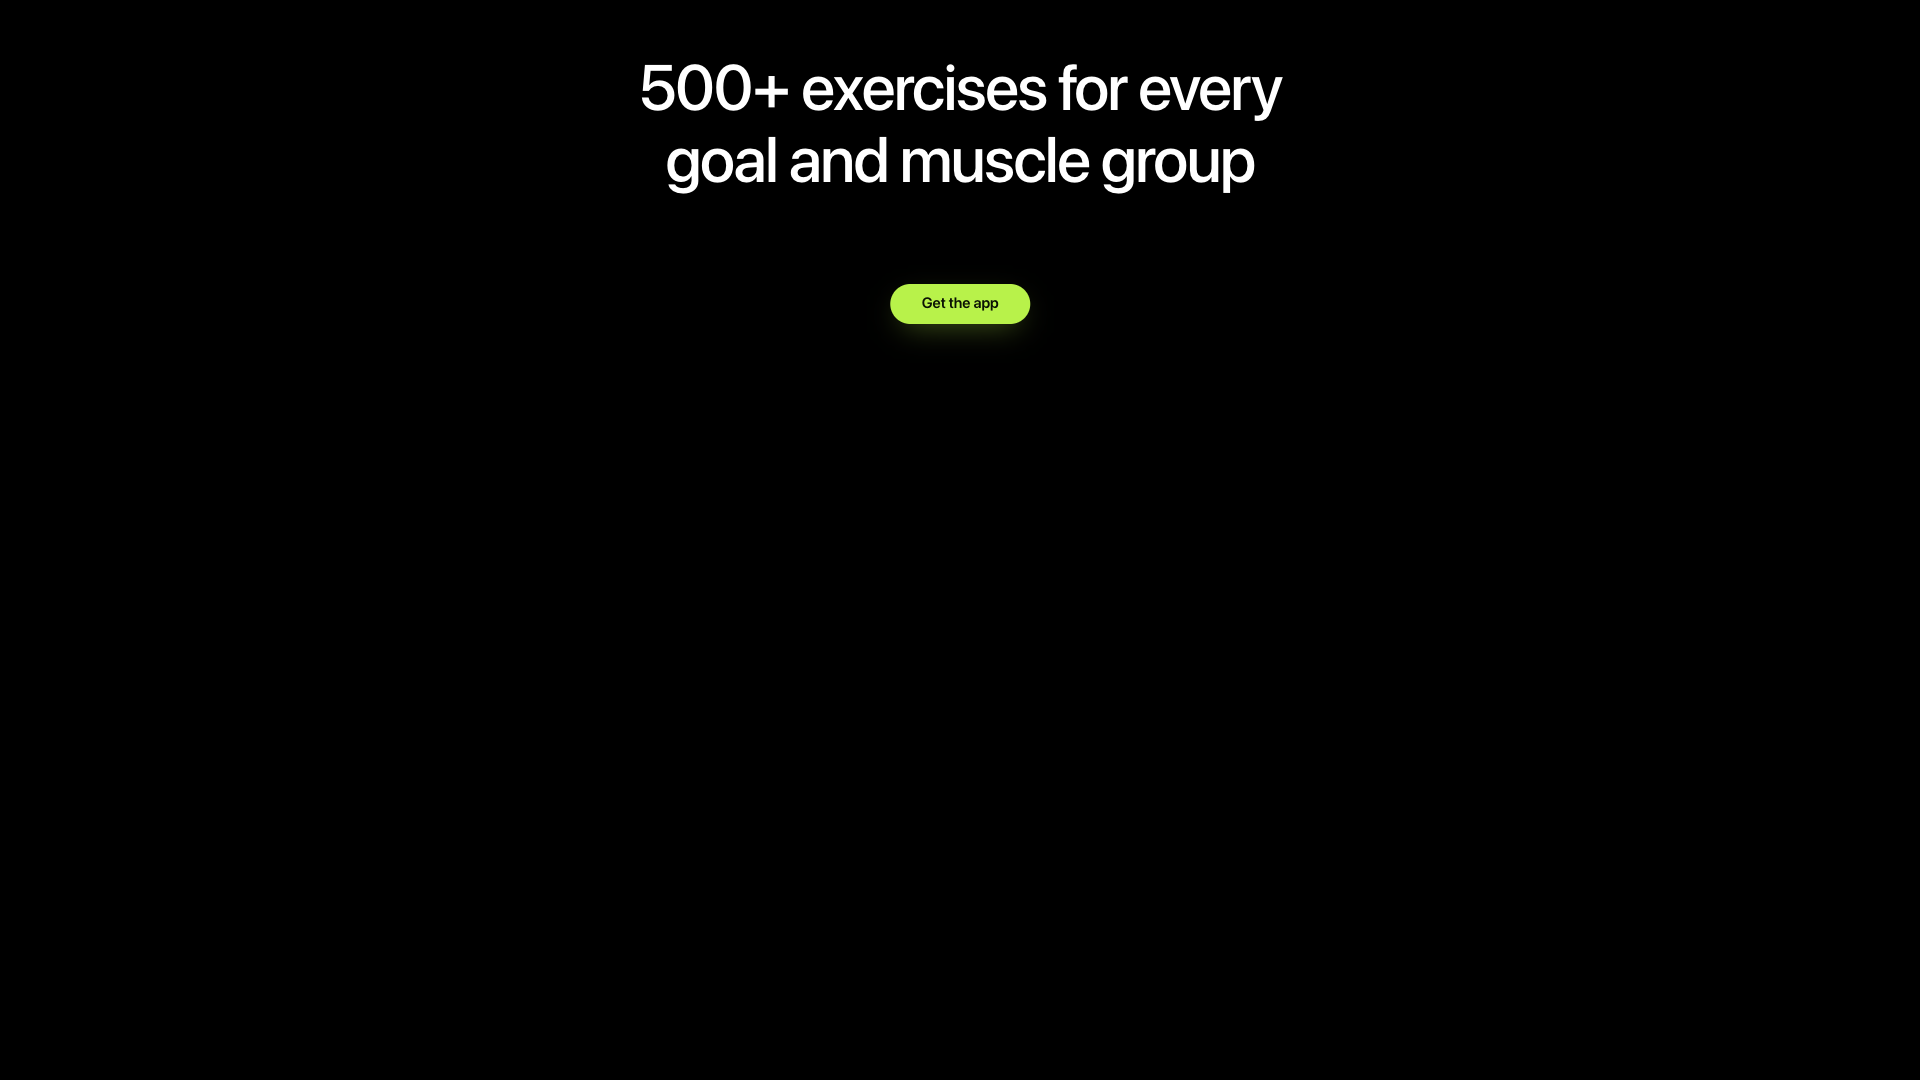 500+ exercises for every
goal and muscle group
Get the app